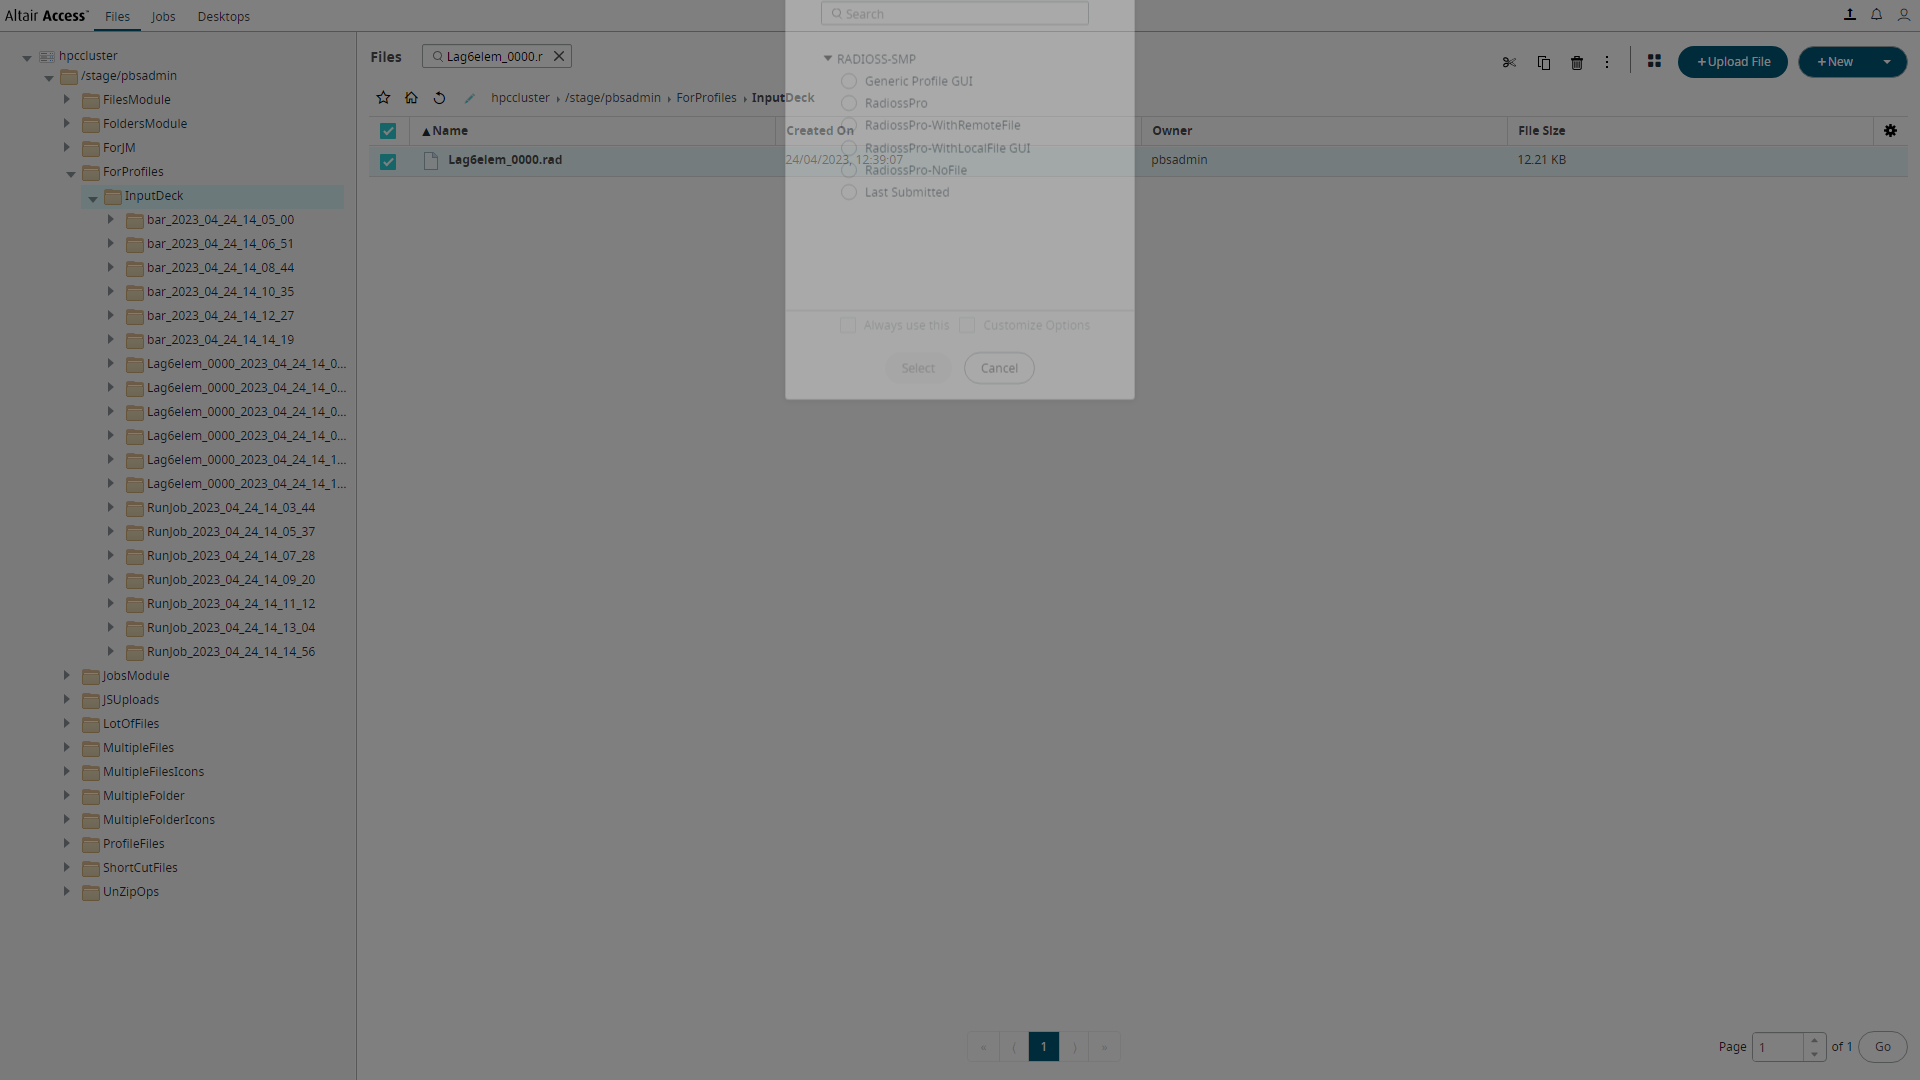 Altair Access™ Files Jobs Desktops
hpccluster
/stage/pbsadmin
FilesModule
FoldersModule
ForJM
ForProfiles
InputDeck
bar_2023_04_24_14_05_00
bar_2023_04_24_14_06_51
bar_2023_04_24_14_08_44
bar_2023_04_24_14_10_35
bar_2023_04_24_14_12_27
bar_2023_04_24_14_14_19
Lag6elem_0000_2023_04_24_14_0...
Lag6elem_0000_2023_04_24_14_0...
Lag6elem_0000_2023_04_24_14_0...
Lag6elem_0000_2023_04_24_14_0...
Lag6elem_0000_2023_04_24_14_1...
Lag6elem_0000_2023_04_24_14_1...
RunJob_2023_04_24_14_03_44
RunJob_2023_04_24_14_05_37
RunJob_2023_04_24_14_07_28
RunJob_2023_04_24_14_09_20
RunJob_2023_04_24_14_11_12
RunJob_2023_04_24_14_13_04
RunJob_2023_04_24_14_14_56
JobsModule
JSUploads
LotOfFiles
MultipleFiles
MultipleFilesIcons
MultipleFolder
MultipleFolderIcons
ProfileFiles
ShortCutFiles
UnZipOps
Files Lag6elem_0000.r
+Upload File +New
hpccluster › /stage/pbsadmin › ForProfiles › InputDeck
Name Created On Owner File Size
Lag6elem_0000.rad 24/04/2023, 12:39:07 pbsadmin 12.21 KB
Search
RADIOSS-SMP
Generic Profile GUI
RadiossPro
RadiossPro-WithRemoteFile
RadiossPro-WithLocalFile GUI
RadiossPro-NoFile
Last Submitted
Always use this Customize Options
Select Cancel
« ⟨ 1 ⟩ »
Page 1 of 1 Go